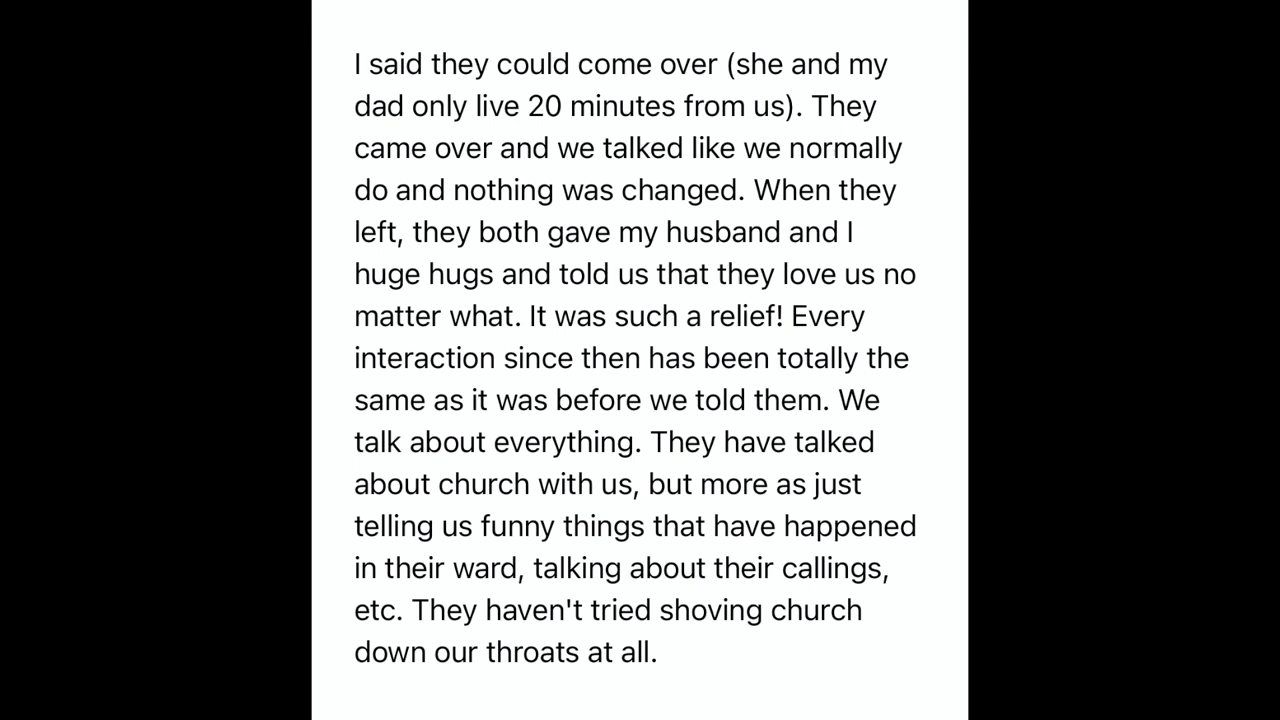 I said they could come over (she and my
dad only live 20 minutes from us). They
came over and we talked like we normally
do and nothing was changed. When they
left, they both gave my husband and I
huge hugs and told us that they love us no
matter what. It was such a relief! Every
interaction since then has been totally the
same as it was before we told them. We
talk about everything. They have talked
about church with us, but more as just
telling us funny things that have happened
in their ward, talking about their callings,
etc. They haven't tried shoving church
down our throats at all.